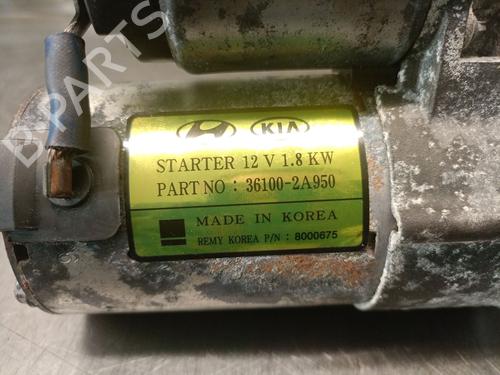 B-PARTS
KIA
STARTER 12 V 1.8 KW
PART NO : 36100-2A950
MADE IN KOREA
REMY KOREA P/N : 8000675